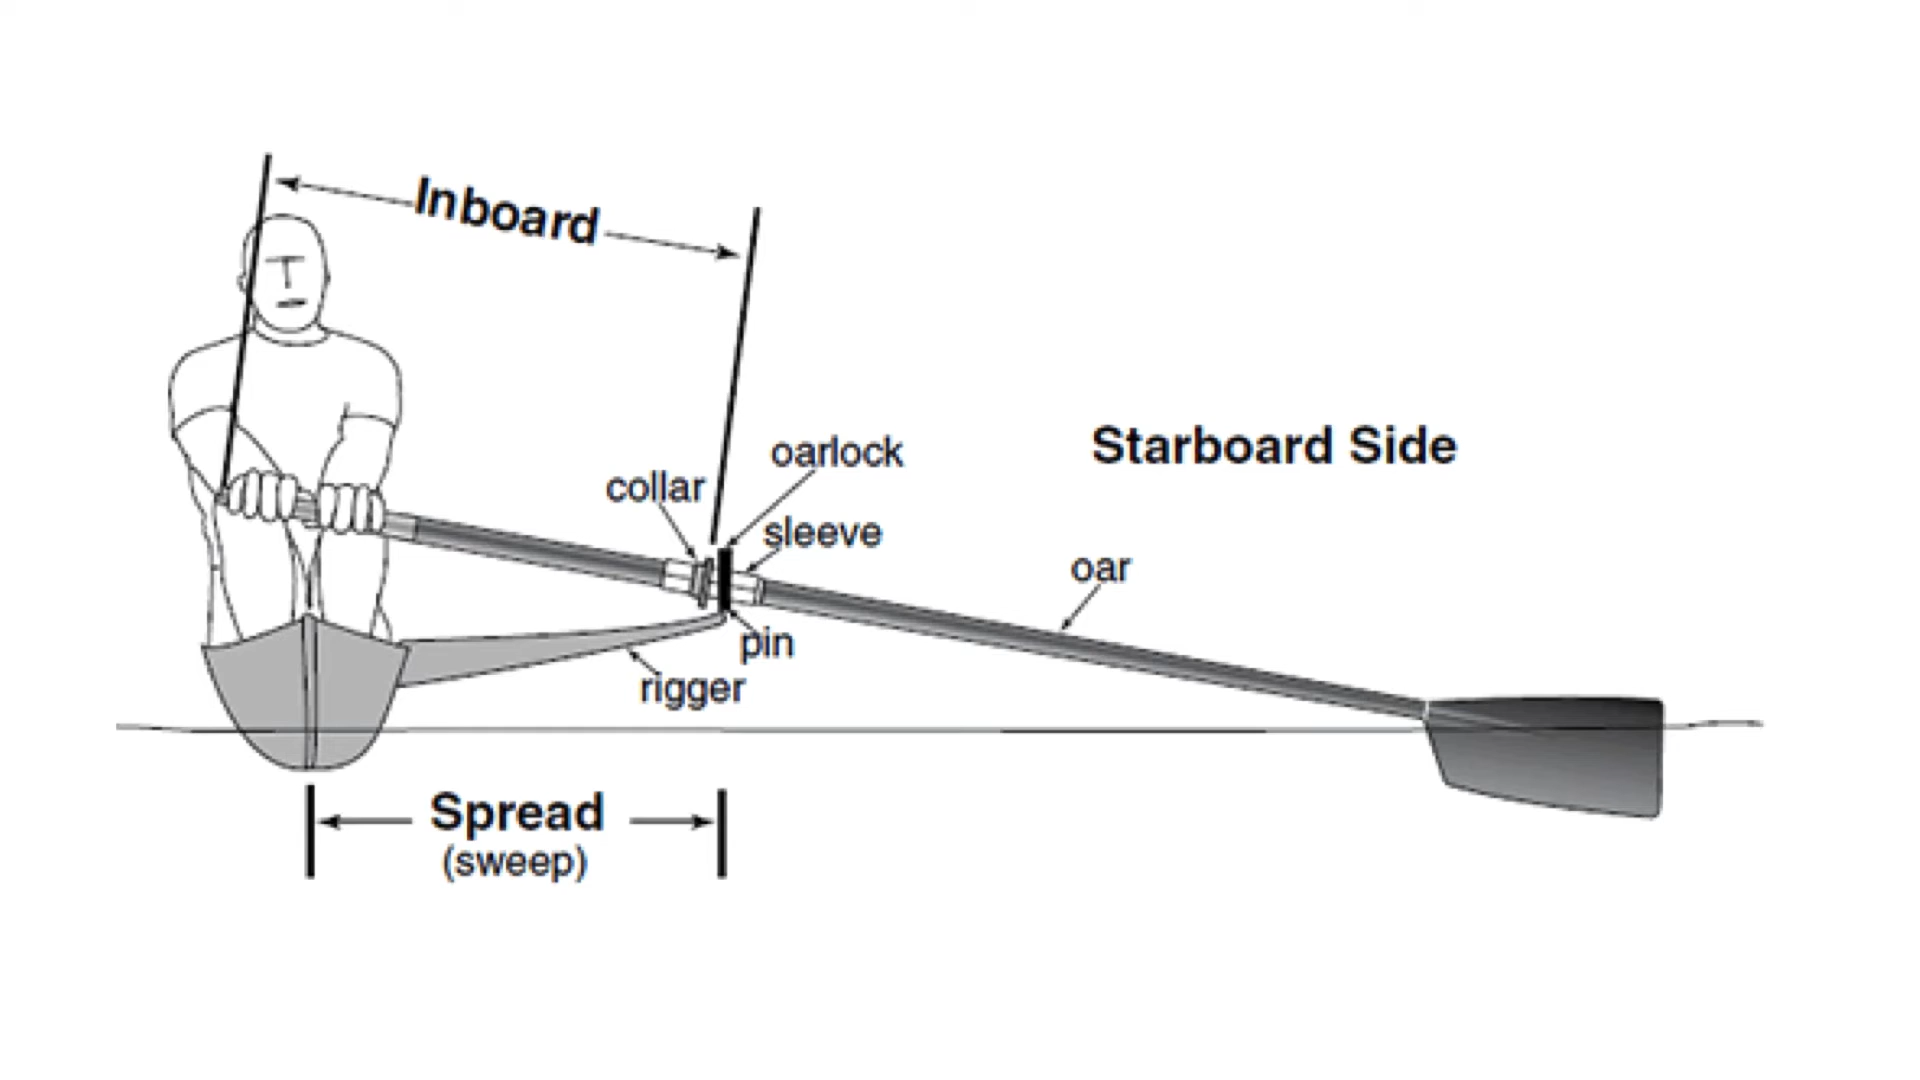 Inboard
Starboard Side
oarlock
collar
sleeve
oar
pin
rigger
Spread
(sweep)